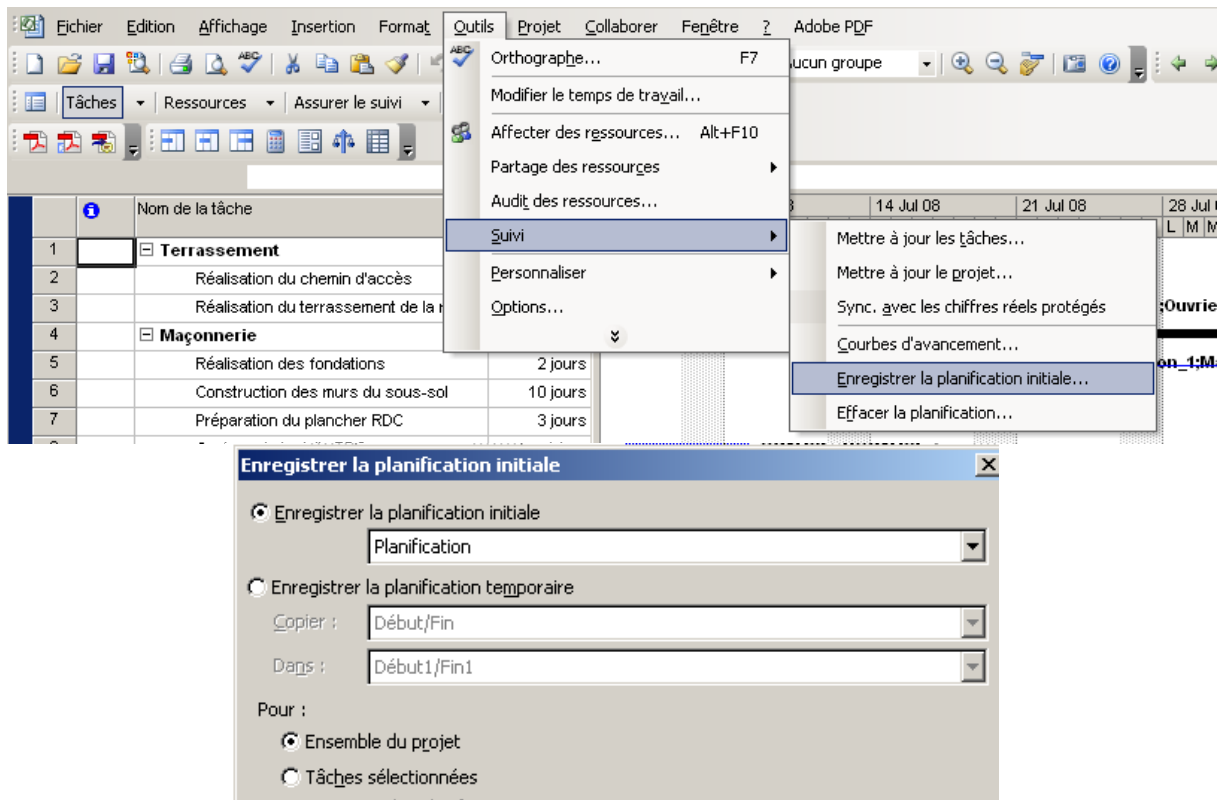 Fichier Edition Affichage Insertion Format Outils Projet Collaborer Fenêtre ? Adobe PDF
Orthographe... F7
ucun groupe
Tâches Ressources Assurer le suivi
Modifier le temps de travail...
Affecter des ressources... Alt+F10
Partage des ressources
Audit des ressources...
Suivi
Personnaliser
Options...
Nom de la tâche
14 Jul 08 21 Jul 08 28 Jul
L M M
Mettre à jour les tâches...
Mettre à jour le projet...
Sync. avec les chiffres réels protégés
Courbes d'avancement...
Enregistrer la planification initiale...
Effacer la planification...
1 Terrassement
2 Réalisation du chemin d'accès
3 Réalisation du terrassement de la
;Ouvrie
4 Maçonnerie
5 Réalisation des fondations 2 jours
on_1;Ma
6 Construction des murs du sous-sol 10 jours
7 Préparation du plancher RDC 3 jours
Enregistrer la planification initiale
Enregistrer la planification initiale
Planification
Enregistrer la planification temporaire
Copier : Début/Fin
Dans : Début1/Fin1
Pour :
Ensemble du projet
Tâches sélectionnées